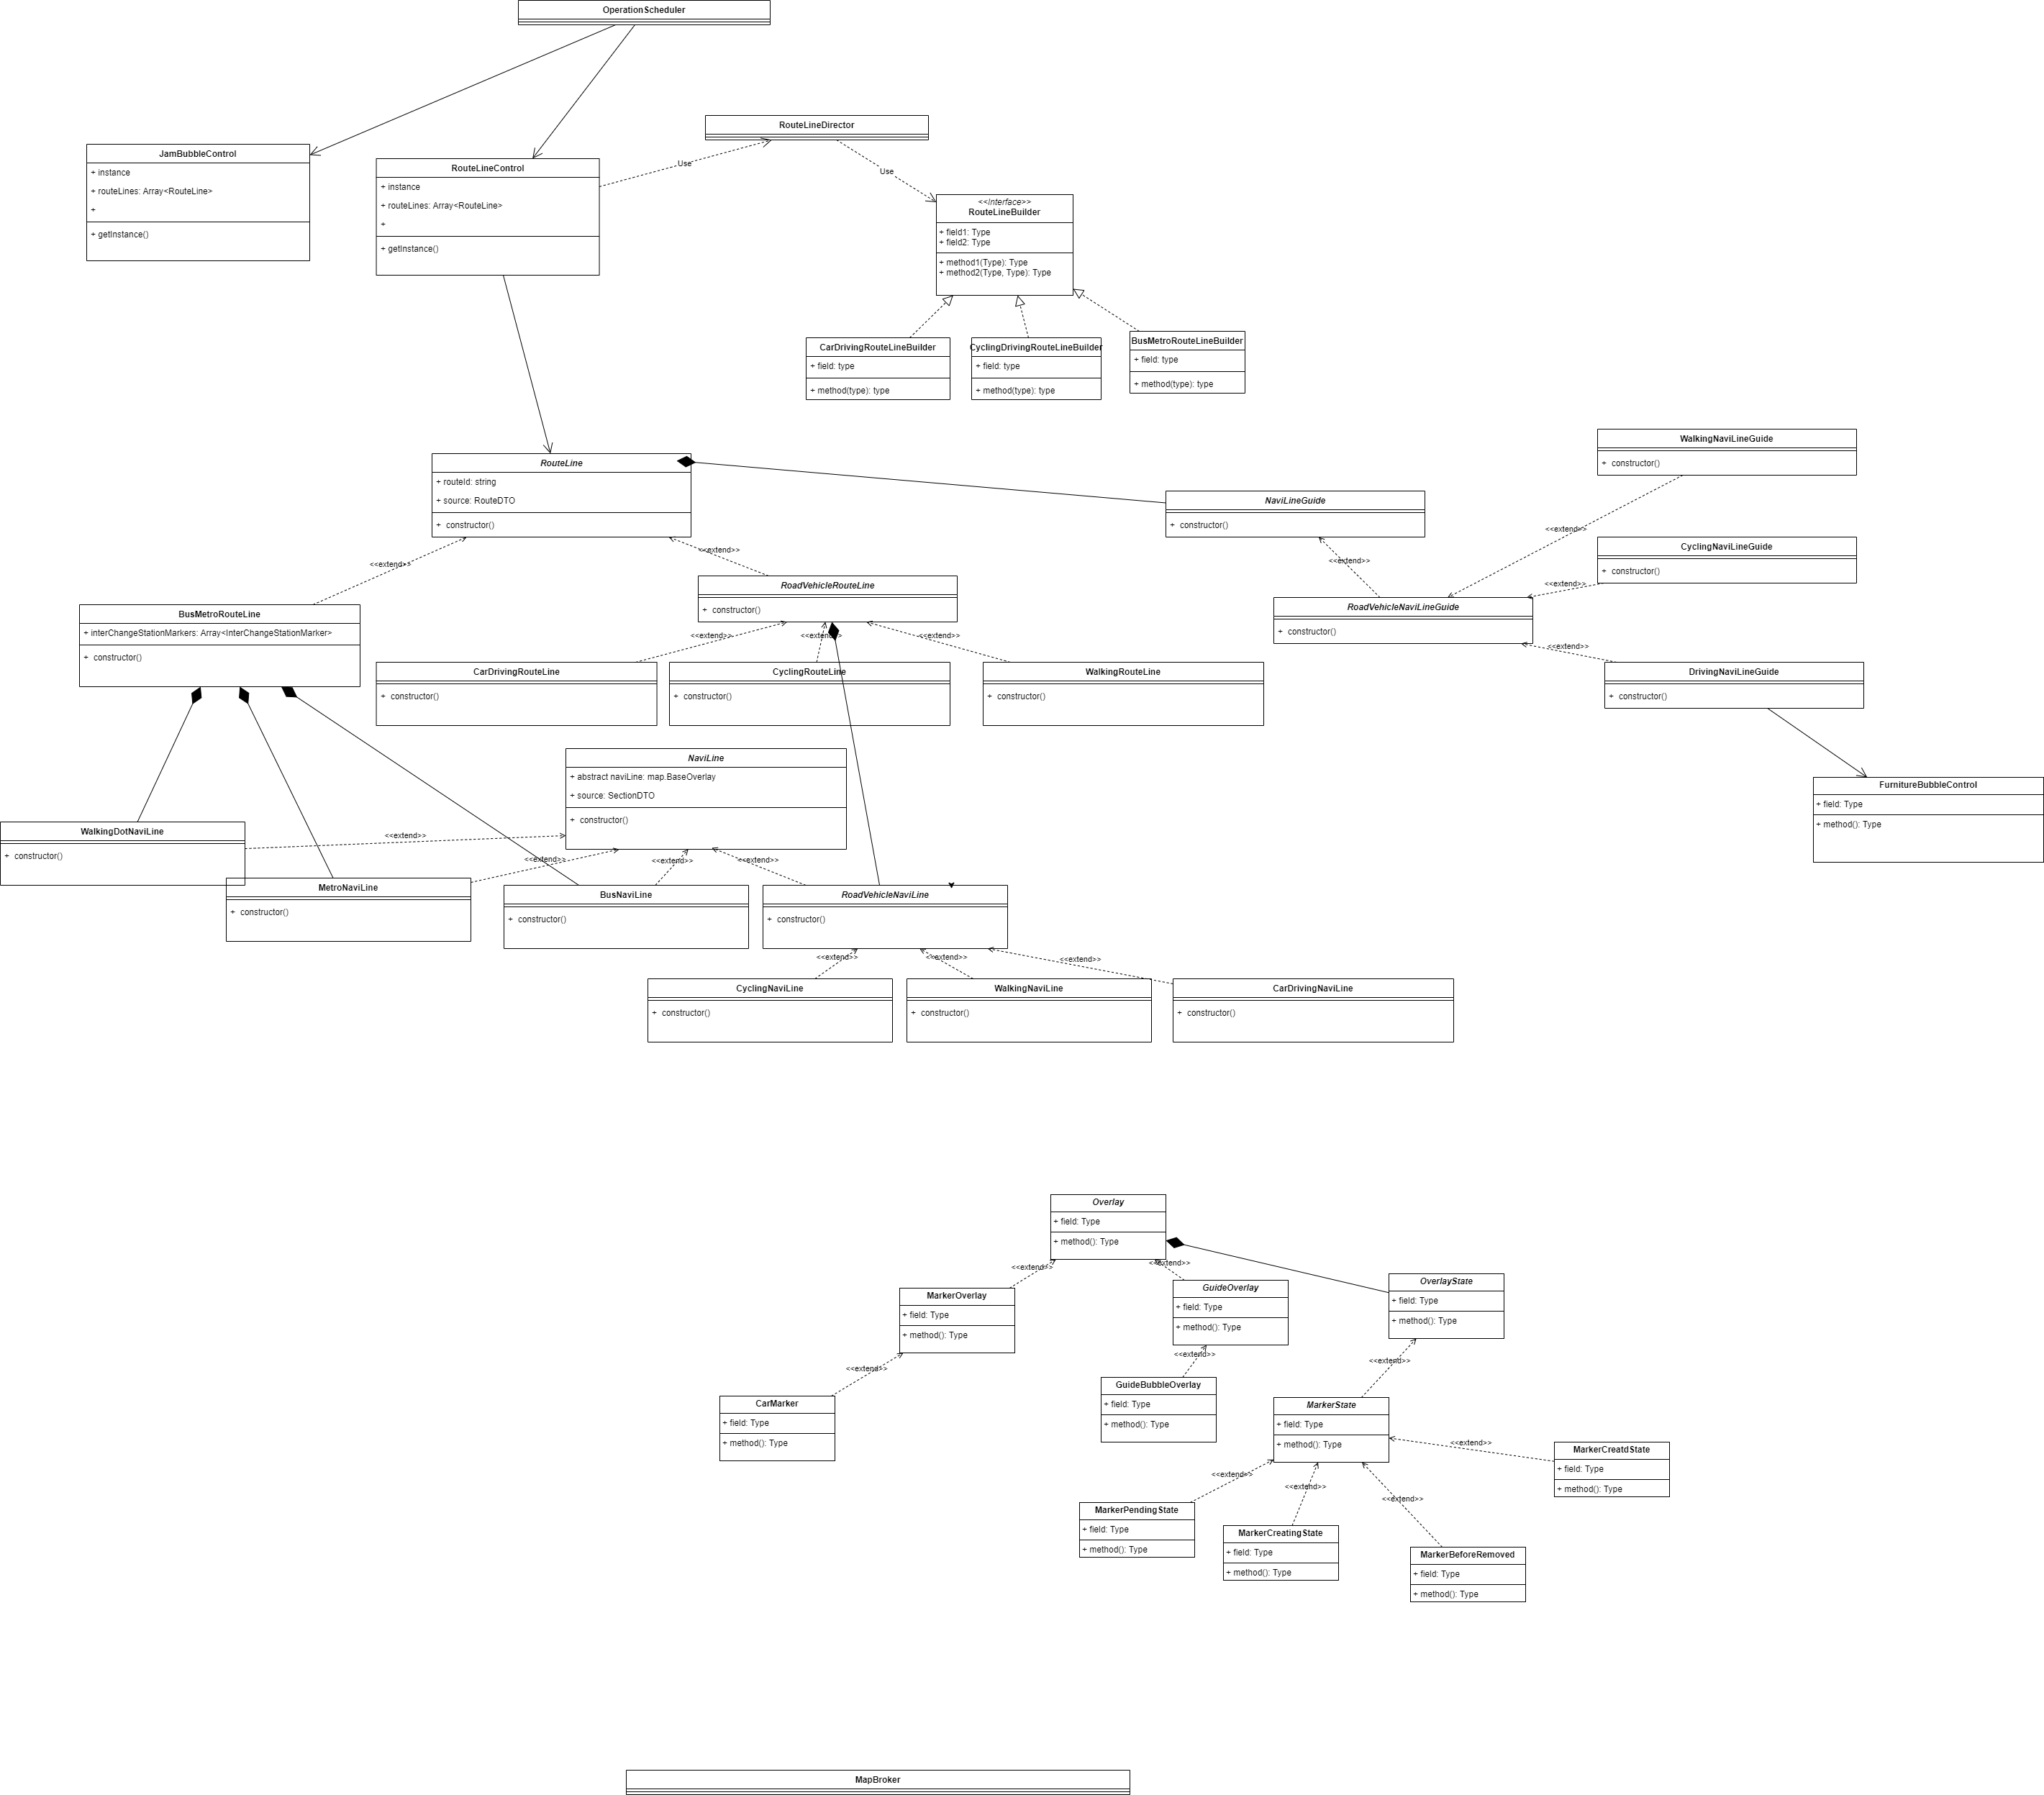 OperationScheduler
RouteLineDirector
JamBubbleControl
+ instance
+ routeLines: Array<RouteLine>
+
+ getInstance()
RouteLineControl
+ instance
+ routeLines: Array<RouteLine>
+
+ getInstance()
Use
Use
<<Interface>>
RouteLineBuilder
+ field1: Type
+ field2: Type
+ method1(Type): Type
+ method2(Type, Type): Type
CarDrivingRouteLineBuilder
+ field: type
+ method(type): type
CyclingDrivingRouteLineBuilder
+ field: type
+ method(type): type
BusMetroRouteLineBuilder
+ field: type
+ method(type): type
RouteLine
+ routeId: string
+ source: RouteDTO
+ constructor()
WalkingNaviLineGuide
+ constructor()
NaviLineGuide
+ constructor()
<<extend>>
CyclingNaviLineGuide
+ constructor()
<<extend>>
<<extend>>
<<extend>>
<<extend>>
<<extend>>
RoadVehicleRouteLine
+ constructor()
RoadVehicleNaviLineGuide
+ constructor()
BusMetroRouteLine
+ interChangeStationMarkers: Array<InterChangeStationMarker>
+ constructor()
<<extend>>
<<extend>>
<<extend>>
<<extend>>
CarDrivingRouteLine
+ constructor()
CyclingRouteLine
+ constructor()
WalkingRouteLine
+ constructor()
DrivingNaviLineGuide
+ constructor()
NaviLine
+ abstract naviLine: map.BaseOverlay
+ source: SectionDTO
+ constructor()
FurnitureBubbleControl
+ field: Type
+ method(): Type
WalkingDotNaviLine
+ constructor()
<<extend>>
<<extend>>
<<extend>>
<<extend>>
MetroNaviLine
+ constructor()
BusNaviLine
+ constructor()
RoadVehicleNaviLine
+ constructor()
<<extend>>
<<extend>>
<<extend>>
CyclingNaviLine
+ constructor()
WalkingNaviLine
+ constructor()
CarDrivingNaviLine
+ constructor()
Overlay
+ field: Type
+ method(): Type
<<extend>>
<<extend>>
MarkerOverlay
+ field: Type
+ method(): Type
GuideOverlay
+ field: Type
+ method(): Type
OverlayState
+ field: Type
+ method(): Type
<<extend>>
<<extend>>
<<extend>>
CarMarker
+ field: Type
+ method(): Type
GuideBubbleOverlay
+ field: Type
+ method(): Type
MarkerState
+ field: Type
+ method(): Type
<<extend>>
MarkerCreatdState
+ field: Type
+ method(): Type
<<extend>>
<<extend>>
<<extend>>
MarkerPendingState
+ field: Type
+ method(): Type
MarkerCreatingState
+ field: Type
+ method(): Type
MarkerBeforeRemoved
+ field: Type
+ method(): Type
MapBroker